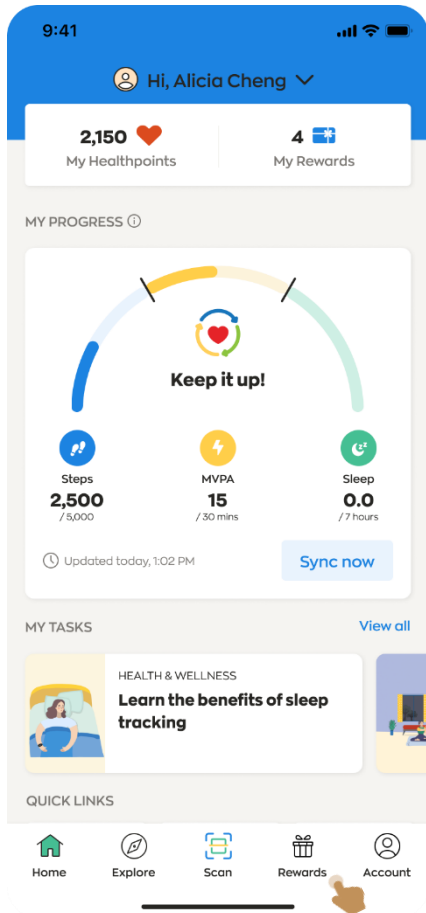 9:41
Hi, Alicia Cheng
2,150
My Healthpoints
4
My Rewards
MY PROGRESS
Keep it up!
Steps
2,500
/ 5,000
MVPA
15
/ 30 mins
Sleep
0.0
/ 7 hours
Updated today, 1:02 PM
Sync now
MY TASKS
View all
HEALTH & WELLNESS
Learn the benefits of sleep
tracking
QUICK LINKS
Home
Explore
Scan
Rewards
Account